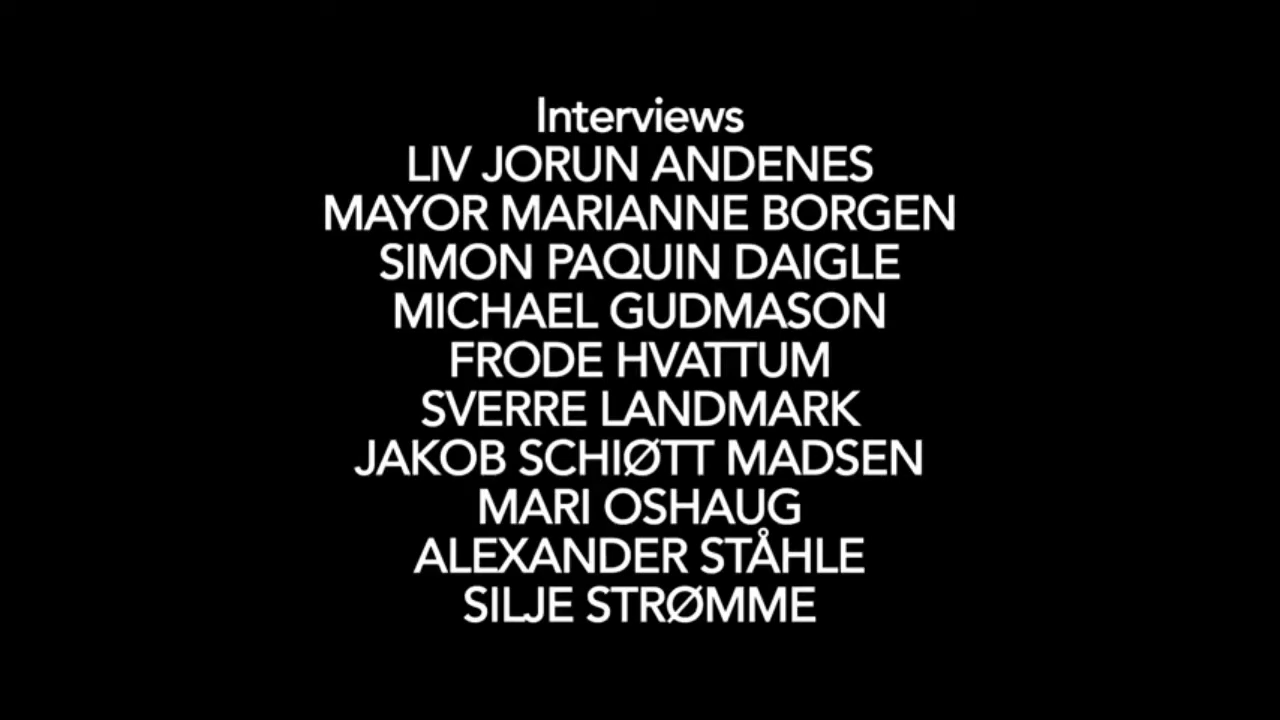 Interviews
LIV JORUN ANDENES
MAYOR MARIANNE BORGEN
SIMON PAQUIN DAIGLE
MICHAEL GUDMASON
FRODE HVATTUM
SVERRE LANDMARK
JAKOB SCHIØTT MADSEN
MARI OSHAUG
ALEXANDER STÅHLE
SILJE STRØMME